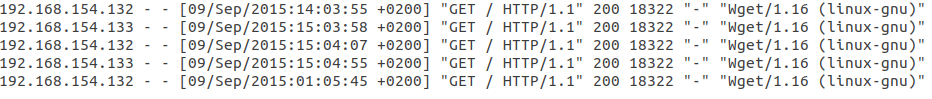 192.168.154.132 - - [09/Sep/2015:14:03:55 +0200] "GET / HTTP/1.1" 200 18322 "-" "Wget/1.16 (linux-gnu)"
192.168.154.133 - - [09/Sep/2015:15:03:58 +0200] "GET / HTTP/1.1" 200 18322 "-" "Wget/1.16 (linux-gnu)"
192.168.154.132 - - [09/Sep/2015:15:04:07 +0200] "GET / HTTP/1.1" 200 18322 "-" "Wget/1.16 (linux-gnu)"
192.168.154.133 - - [09/Sep/2015:15:04:55 +0200] "GET / HTTP/1.1" 200 18322 "-" "Wget/1.16 (linux-gnu)"
192.168.154.132 - - [09/Sep/2015:01:05:45 +0200] "GET / HTTP/1.1" 200 18322 "-" "Wget/1.16 (linux-gnu)"